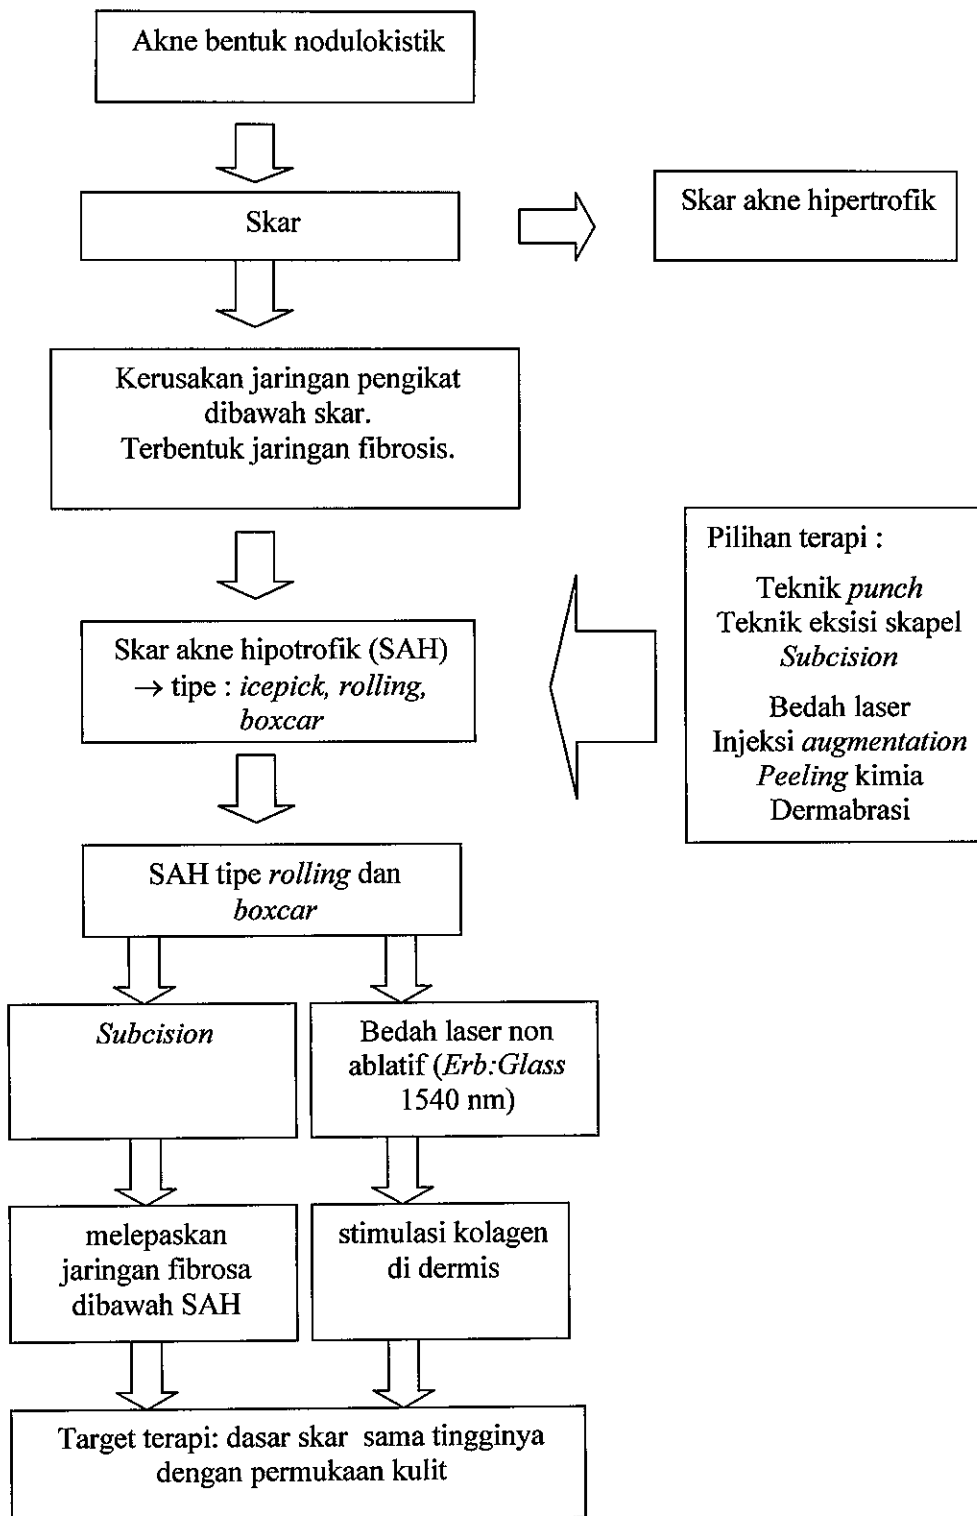 Akne bentuk nodulokistik
Skar
Skar akne hipertrofik
Kerusakan jaringan pengikat
dibawah skar.
Terbentuk jaringan fibrosis.
Skar akne hipotrofik (SAH)
→ tipe : icepick, rolling,
boxcar
Pilihan terapi :
Teknik punch
Teknik eksisi skapel
Subcision
Bedah laser
Injeksi augmentation
Peeling kimia
Dermabrasi
SAH tipe rolling dan
boxcar
Subcision
Bedah laser non
ablatif (Erb:Glass
1540 nm)
melepaskan
jaringan fibrosa
dibawah SAH
stimulasi kolagen
di dermis
Target terapi: dasar skar sama tingginya
dengan permukaan kulit